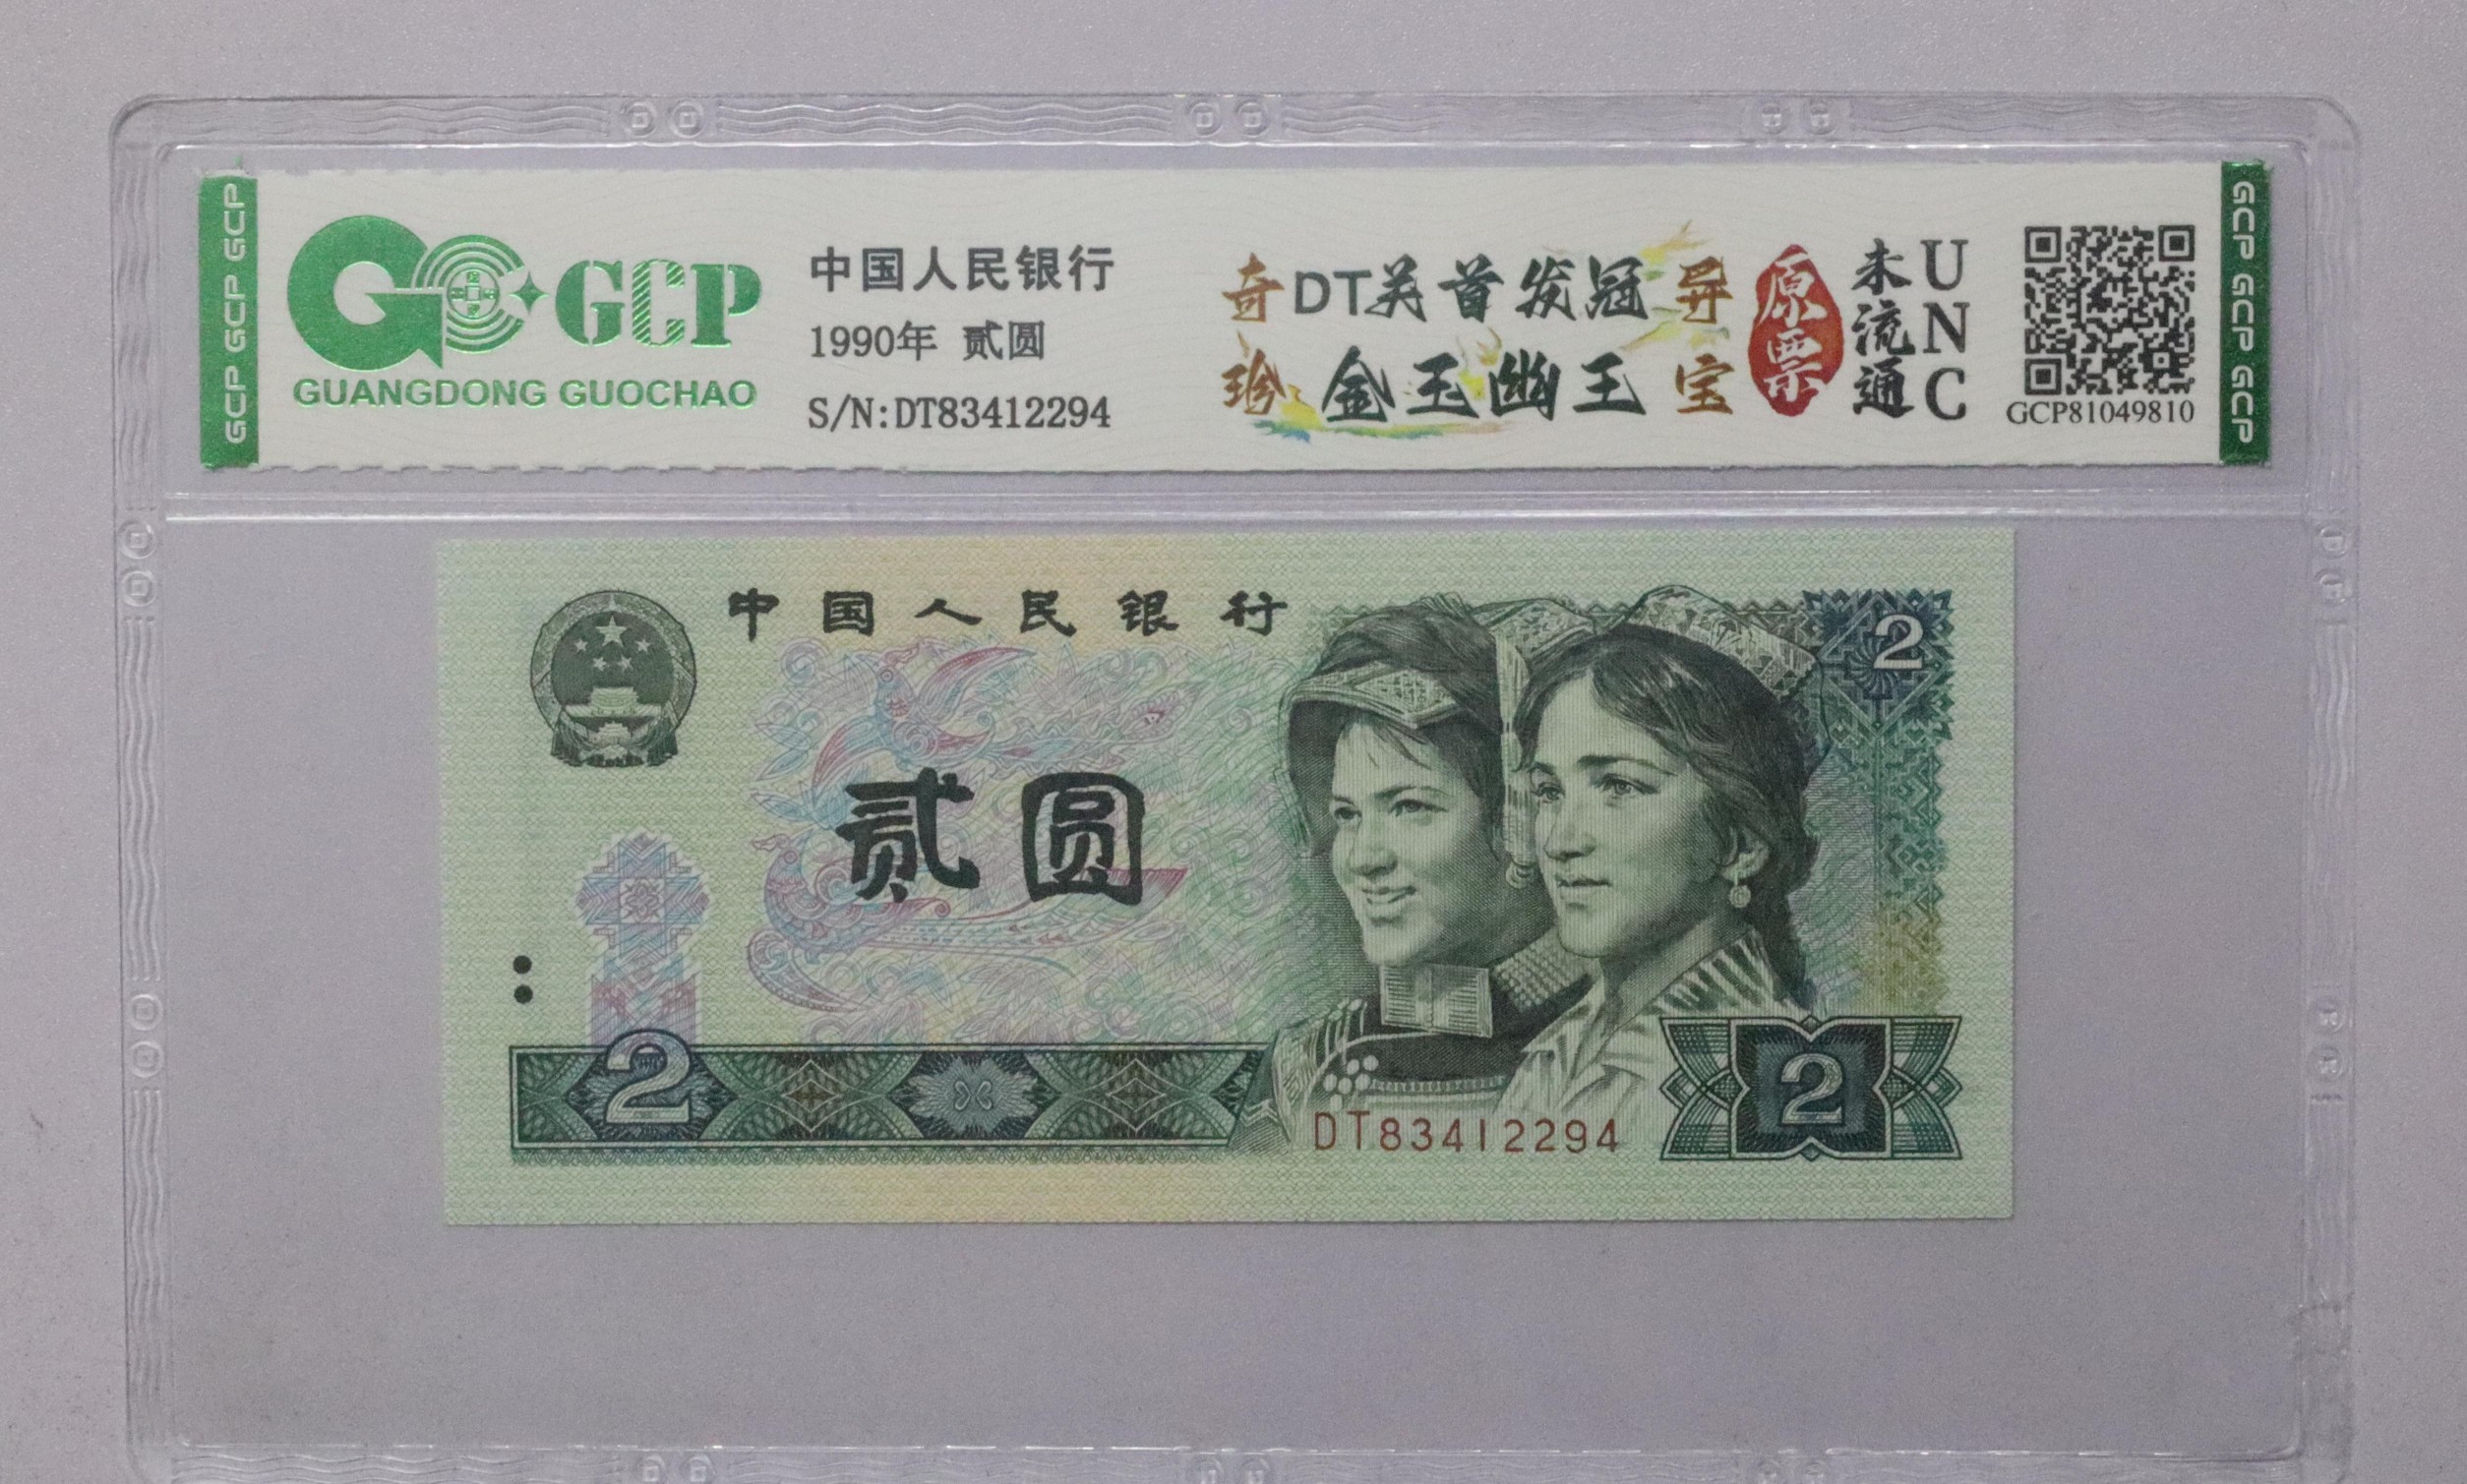 GCP GCP GCP
GCP
GUANGDONG GUOCHAO
中国人民银行
1990年 贰圆
S/N:DT83412294
奇DT关首发冠异
珍金玉幽王宝
原票
未流通
UNC
GCP81049810
GCP GCP GCP
中国人民银行
2
贰圆
2
2
DT83412294